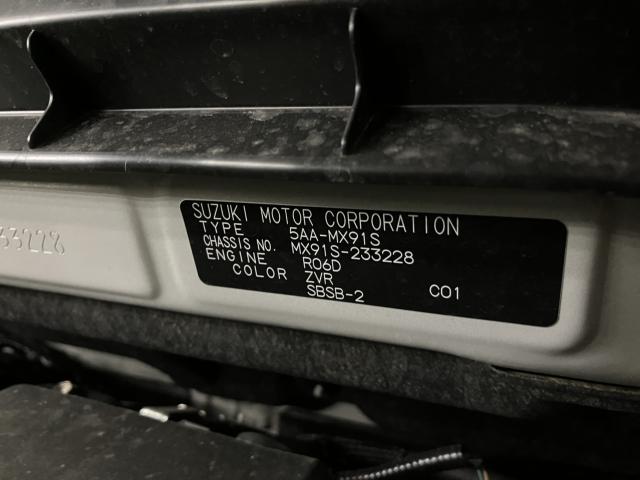 SUZUKI MOTOR CORPORATION
TYPE 5AA-MX91S
CHASSIS NO. MX91S-233228
ENGINE R06D
COLOR ZVR
SBSB-2 C01
33228